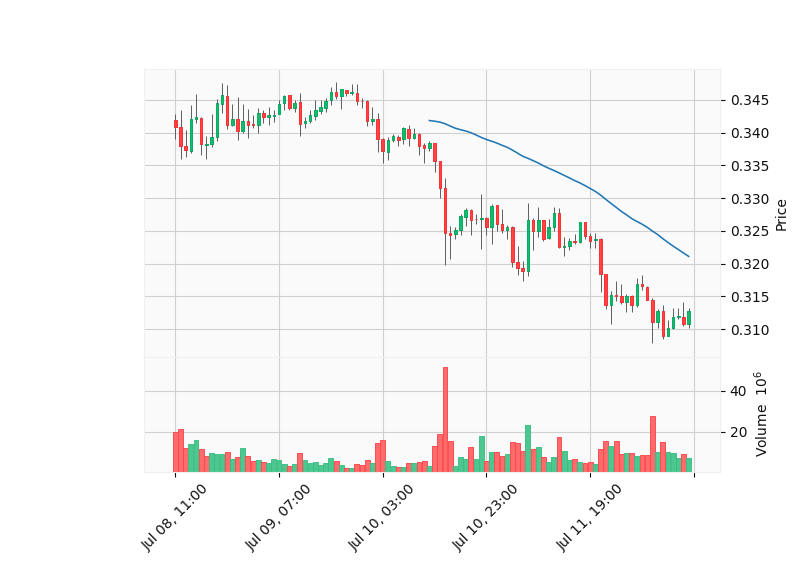 0.345
0.340
0.335
0.330
0.325
0.320
0.315
0.310
Price
40
20
Volume 10^6
Jul 08, 11:00
Jul 09, 07:00
Jul 10, 03:00
Jul 10, 23:00
Jul 11, 19:00